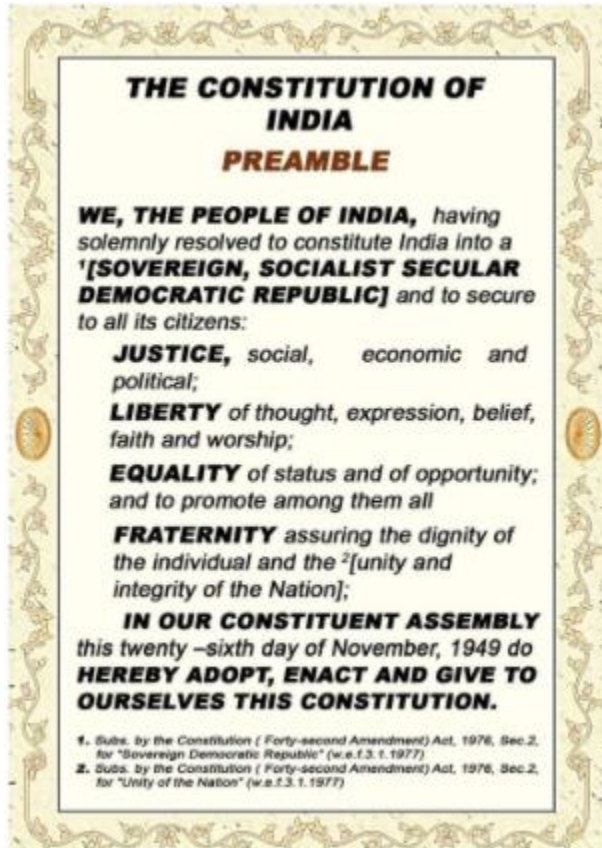 THE CONSTITUTION OF
INDIA
PREAMBLE
WE, THE PEOPLE OF INDIA, having
solemnly resolved to constitute India into a
¹[SOVEREIGN, SOCIALIST SECULAR
DEMOCRATIC REPUBLIC] and to secure
to all its citizens:
JUSTICE, social, economic and
political;
LIBERTY of thought, expression, belief,
faith and worship;
EQUALITY of status and of opportunity;
and to promote among them all
FRATERNITY assuring the dignity of
the individual and the ²[unity and
integrity of the Nation];
IN OUR CONSTITUENT ASSEMBLY
this twenty –sixth day of November, 1949 do
HEREBY ADOPT, ENACT AND GIVE TO
OURSELVES THIS CONSTITUTION.
1. Subs. by the Constitution ( Forty-second Amendment) Act, 1976, Sec.2,
for "Sovereign Democratic Republic" (w.e.f.3.1.1977)
2. Subs. by the Constitution ( Forty-second Amendment) Act, 1976, Sec.2,
for "Unity of the Nation" (w.e.f.3.1.1977)